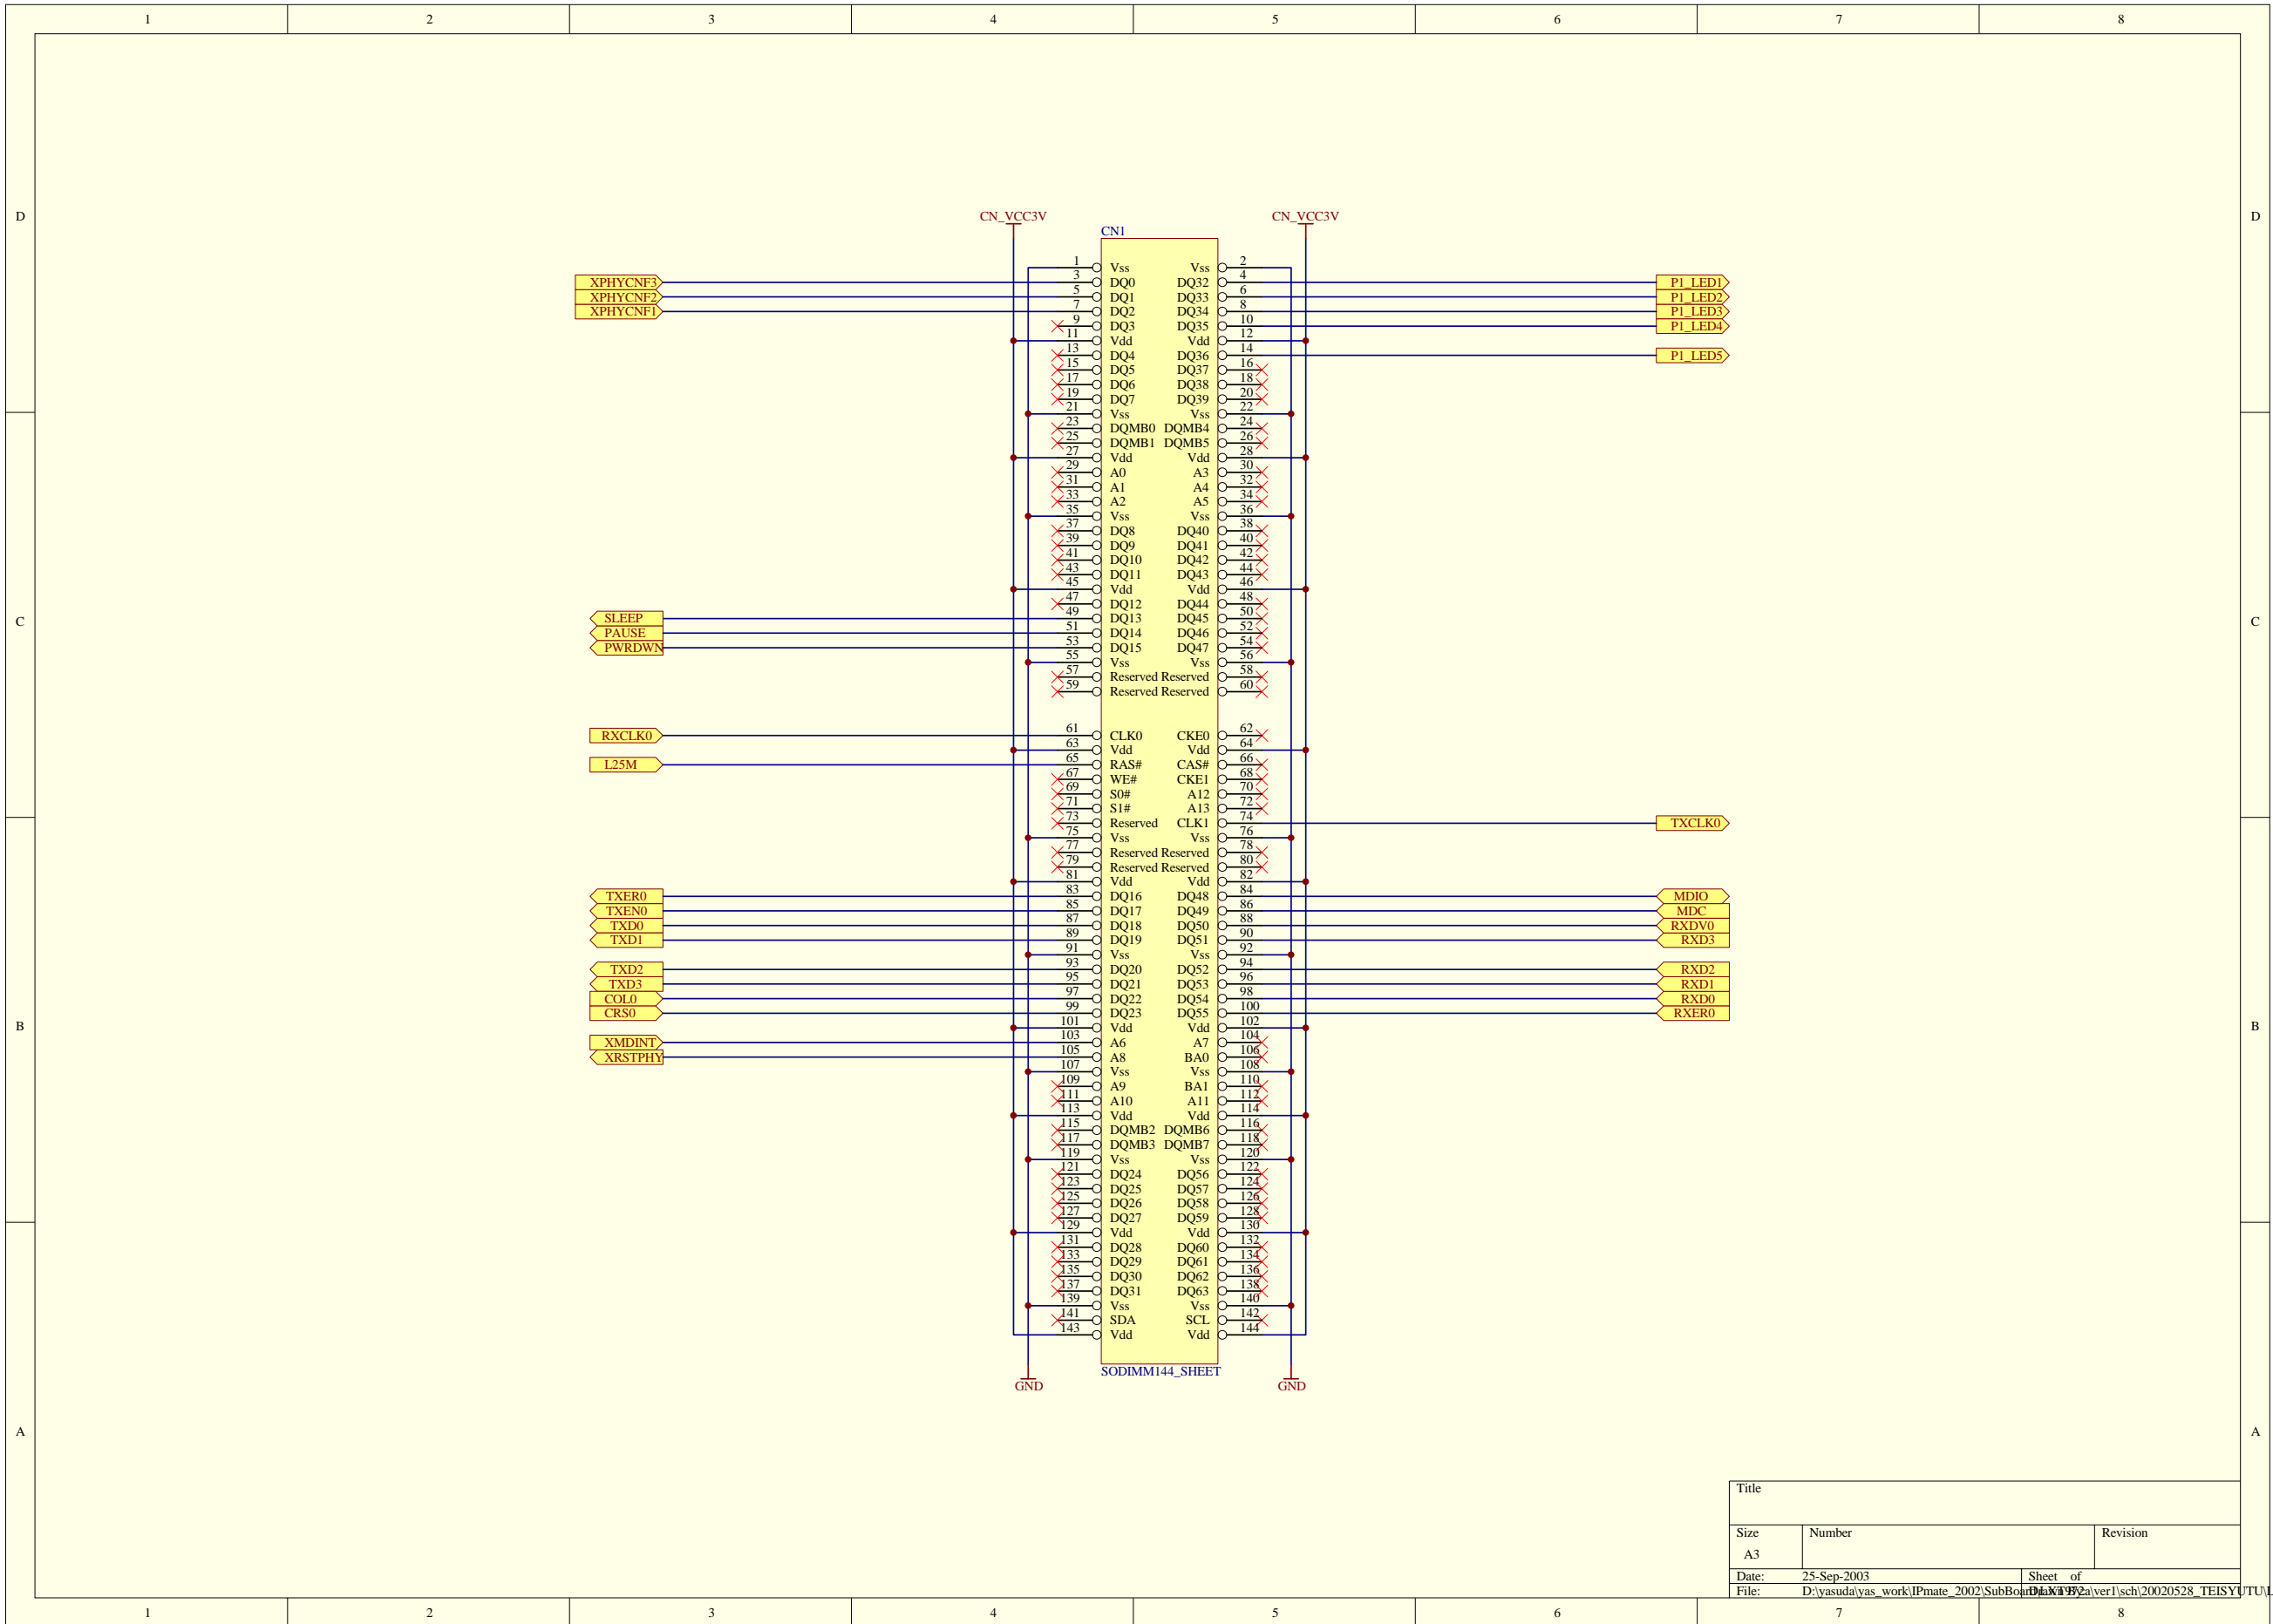 1 2 3 4 5 6 7 8
D D
CN_VCC3V CN_VCC3V
CN1
1 Vss Vss 2
XPHYCNF3 3 DQ0 DQ32 4 P1_LED1
XPHYCNF2 5 DQ1 DQ33 6 P1_LED2
XPHYCNF1 7 DQ2 DQ34 8 P1_LED3
9 DQ3 DQ35 10 P1_LED4
11 Vdd Vdd 12
13 DQ4 DQ36 14 P1_LED5
15 DQ5 DQ37 16
17 DQ6 DQ38 18
19 DQ7 DQ39 20
21 Vss Vss 22
23 DQMB0 DQMB4 24
25 DQMB1 DQMB5 26
27 Vdd Vdd 28
29 A0 A3 30
31 A1 A4 32
33 A2 A5 34
35 Vss Vss 36
37 DQ8 DQ40 38
39 DQ9 DQ41 40
41 DQ10 DQ42 42
43 DQ11 DQ43 44
45 Vdd Vdd 46
47 DQ12 DQ44 48
C SLEEP 49 DQ13 DQ45 50 C
PAUSE 51 DQ14 DQ46 52
PWRDWN 53 DQ15 DQ47 54
55 Vss Vss 56
57 Reserved Reserved 58
59 Reserved Reserved 60
RXCLK0 61 CLK0 CKE0 62
63 Vdd Vdd 64
L25M 65 RAS# CAS# 66
67 WE# CKE1 68
69 S0# A12 70
71 S1# A13 72
73 Reserved CLK1 74 TXCLK0
75 Vss Vss 76
77 Reserved Reserved 78
79 Reserved Reserved 80
81 Vdd Vdd 82
TXER0 83 DQ16 DQ48 84 MDIO
TXEN0 85 DQ17 DQ49 86 MDC
TXD0 87 DQ18 DQ50 88 RXDV0
TXD1 89 DQ19 DQ51 90 RXD3
91 Vss Vss 92
TXD2 93 DQ20 DQ52 94 RXD2
TXD3 95 DQ21 DQ53 96 RXD1
COL0 97 DQ22 DQ54 98 RXD0
CRS0 99 DQ23 DQ55 100 RXER0
B 101 Vdd Vdd 102 B
XMDINT 103 A6 A7 104
XRSTPHY 105 A8 BA0 106
107 Vss Vss 108
109 A9 BA1 110
111 A10 A11 112
113 Vdd Vdd 114
115 DQMB2 DQMB6 116
117 DQMB3 DQMB7 118
119 Vss Vss 120
121 DQ24 DQ56 122
123 DQ25 DQ57 124
125 DQ26 DQ58 126
127 DQ27 DQ59 128
129 Vdd Vdd 130
131 DQ28 DQ60 132
133 DQ29 DQ61 134
135 DQ30 DQ62 136
137 DQ31 DQ63 138
139 Vss Vss 140
141 SDA SCL 142
143 Vdd Vdd 144
SODIMM144_SHEET
GND GND
A A
Title
Size Number Revision
A3
Date: 25-Sep-2003 Sheet of
File: D:\yasuda\yas_work\IPmate_2002\SubBoard\LXT972a\ver1\sch\20020528_TEISYUTU\L
1 2 3 4 5 6 7 8